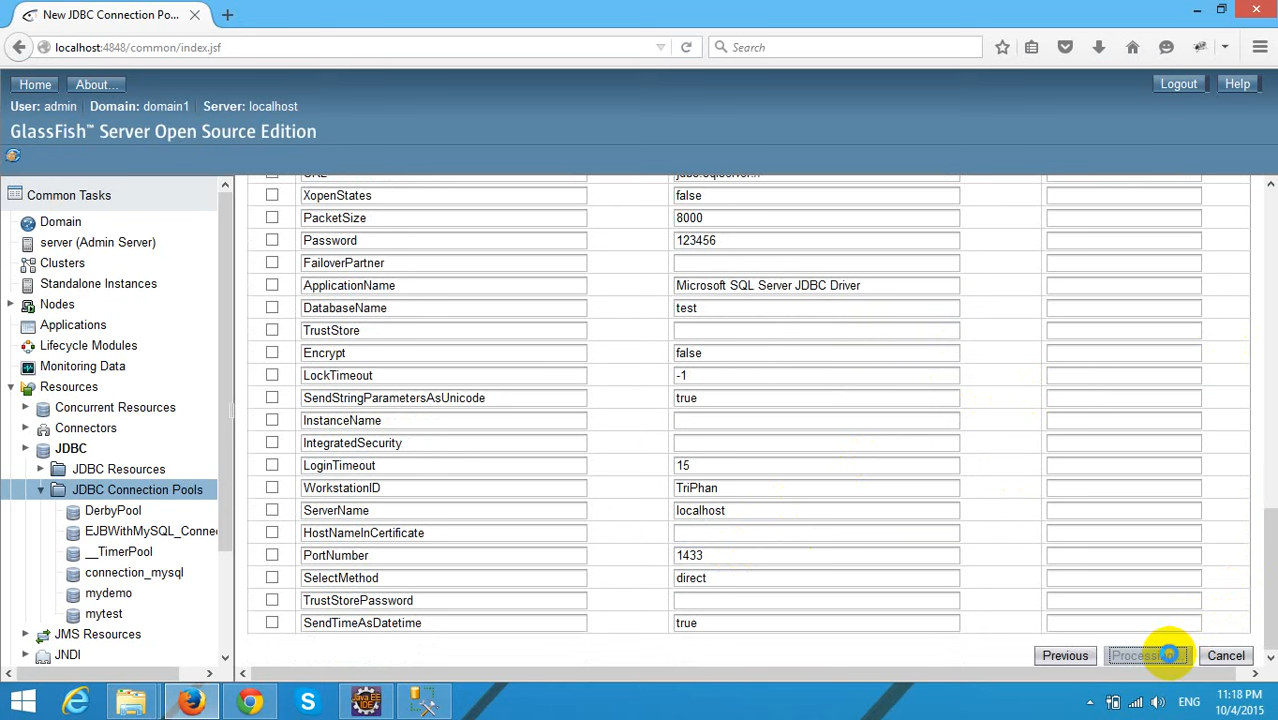 New JDBC Connection Po...
localhost:4848/common/index.jsf
Search
Home About...
Logout Help
User: admin Domain: domain1 Server: localhost
GlassFish™ Server Open Source Edition
Common Tasks
Domain
server (Admin Server)
Clusters
Standalone Instances
Nodes
Applications
Lifecycle Modules
Monitoring Data
Resources
Concurrent Resources
Connectors
JDBC
JDBC Resources
JDBC Connection Pools
DerbyPool
EJBWithMySQL_Connec
__TimerPool
connection_mysql
mydemo
mytest
JMS Resources
JNDI
XopenStates false
PacketSize 8000
Password 123456
FailoverPartner
ApplicationName Microsoft SQL Server JDBC Driver
DatabaseName test
TrustStore
Encrypt false
LockTimeout -1
SendStringParametersAsUnicode true
InstanceName
IntegratedSecurity
LoginTimeout 15
WorkstationID TriPhan
ServerName localhost
HostNameInCertificate
PortNumber 1433
SelectMethod direct
TrustStorePassword
SendTimeAsDatetime true
Previous Cancel
Java EE
IDE
ENG
11:18 PM
10/4/2015